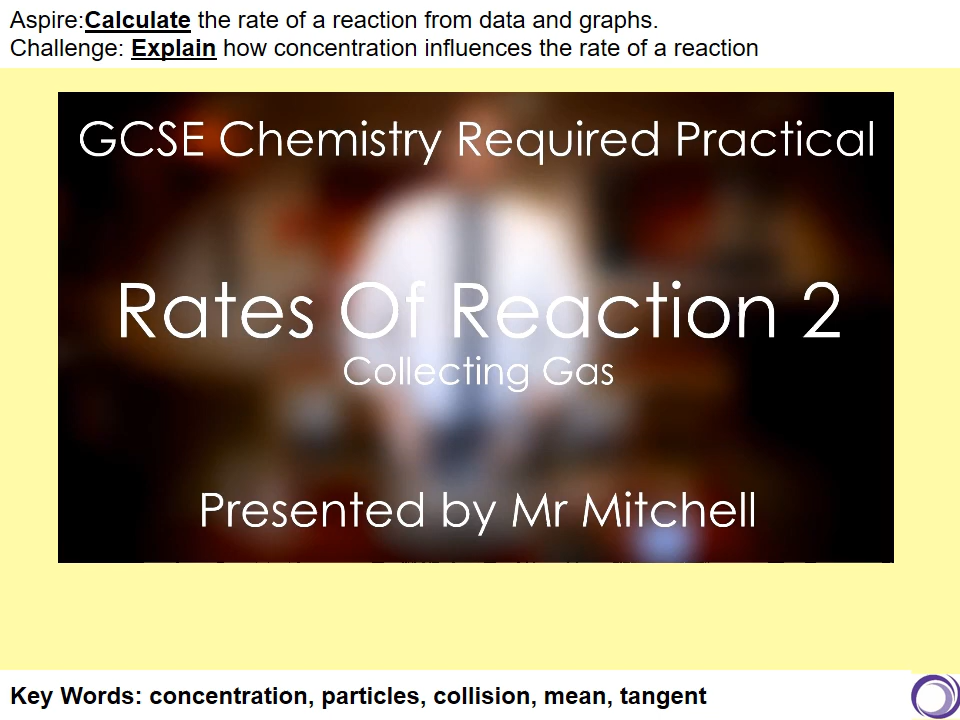 Aspire:Calculate the rate of a reaction from data and graphs.
Challenge: Explain how concentration influences the rate of a reaction
GCSE Chemistry Required Practical
Rates Of Reaction 2
Collecting Gas
Presented by Mr Mitchell
Key Words: concentration, particles, collision, mean, tangent